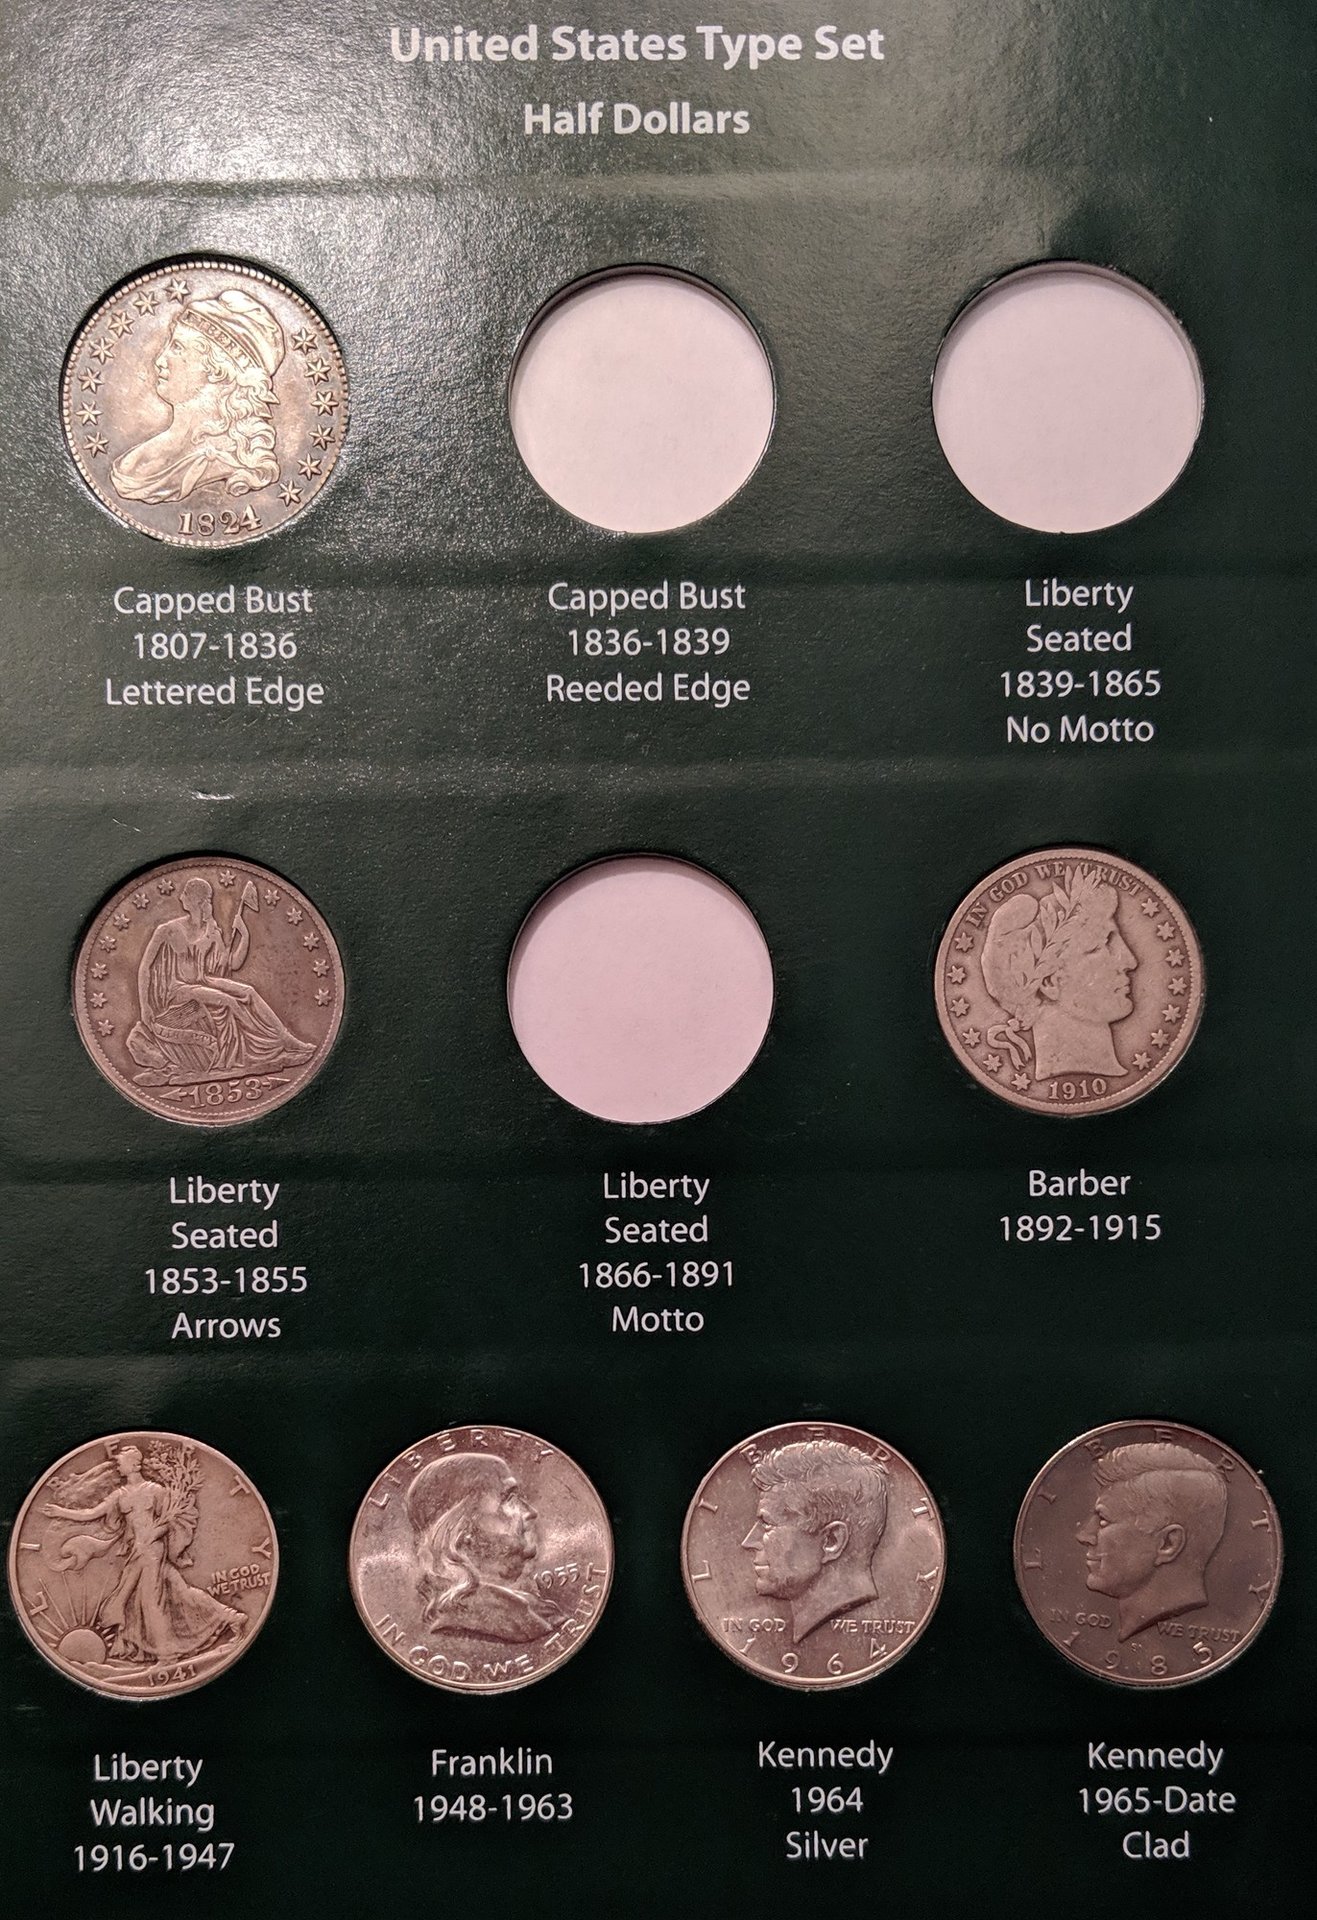 United States Type Set
Half Dollars
LIBERTY
1824
Capped Bust
1807-1836
Lettered Edge
Capped Bust
1836-1839
Reeded Edge
Liberty
Seated
1839-1865
No Motto
LIBERTY
1853
Liberty
Seated
1853-1855
Arrows
Liberty
Seated
1866-1891
Motto
IN GOD WE TRUST
1910
Barber
1892-1915
LIBERTY
IN GOD
WE TRUST
1941
Liberty
Walking
1916-1947
LIBERTY
1955
IN GOD WE TRUST
Franklin
1948-1963
LIBERTY
IN GOD WE TRUST
1964
Kennedy
1964
Silver
LIBERTY
IN GOD WE TRUST
1985
Kennedy
1965-Date
Clad